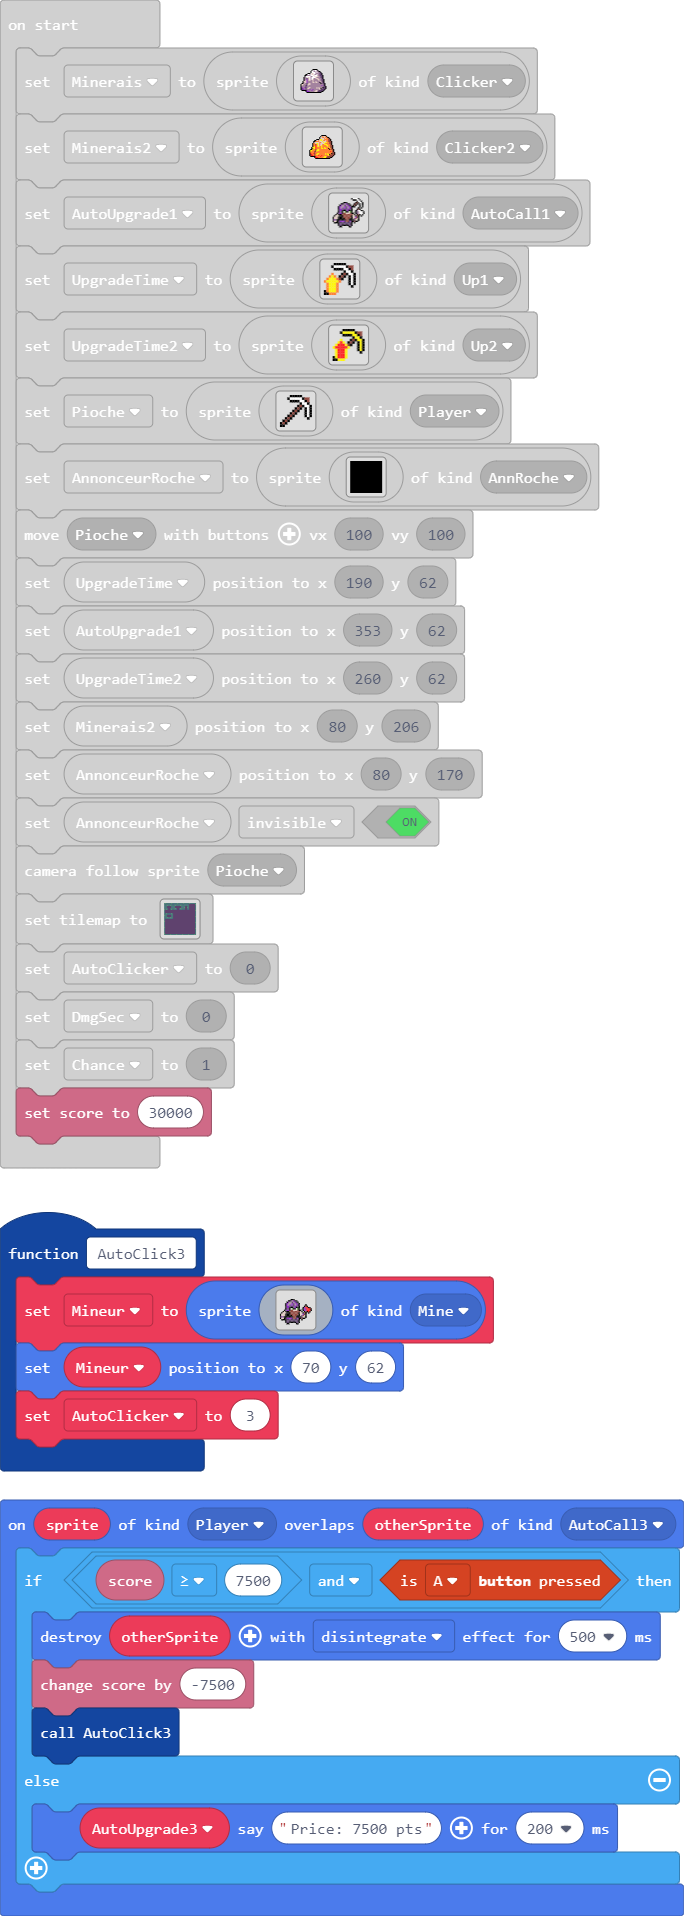 on start
set Minerais to sprite of kind Clicker
set Minerais2 to sprite of kind Clicker2
set AutoUpgrade1 to sprite of kind AutoCall1
set UpgradeTime to sprite of kind Up1
set UpgradeTime2 to sprite of kind Up2
set Pioche to sprite of kind Player
set AnnonceurRoche to sprite of kind AnnRoche
move Pioche with buttons vx 100 vy 100
set UpgradeTime position to x 190 y 62
set AutoUpgrade1 position to x 353 y 62
set UpgradeTime2 position to x 260 y 62
set Minerais2 position to x 80 y 206
set AnnonceurRoche position to x 80 y 170
set AnnonceurRoche invisible ON
camera follow sprite Pioche
set tilemap to
set AutoClicker to 0
set DmgSec to 0
set Chance to 1
set score to 30000
function AutoClick3
set Mineur to sprite of kind Mine
set Mineur position to x 70 y 62
set AutoClicker to 3
on sprite of kind Player overlaps otherSprite of kind AutoCall3
if score ≥ 7500 and is A button pressed then
destroy otherSprite with disintegrate effect for 500 ms
change score by -7500
call AutoClick3
else
AutoUpgrade3 say "Price: 7500 pts" for 200 ms